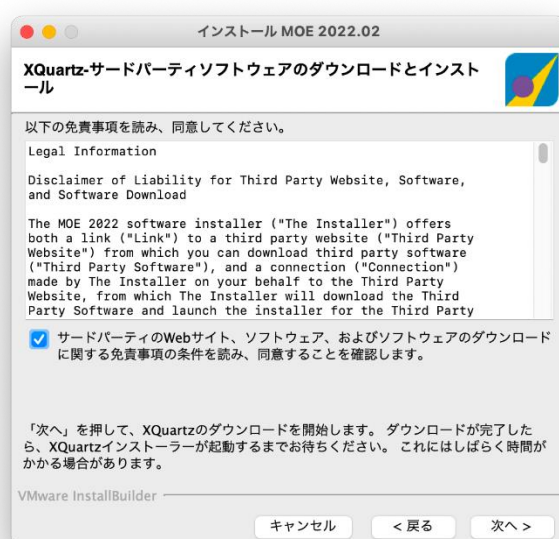 インストール MOE 2022.02
XQuartz-サードパーティソフトウェアのダウンロードとインスト
ール
以下の免責事項を読み、同意してください。
Legal Information
Disclaimer of Liability for Third Party Website, Software,
and Software Download
The MOE 2022 software installer ("The Installer") offers
both a link ("Link") to a third party website ("Third Party
Website") from which you can download third party software
("Third Party Software"), and a connection ("Connection")
made by The Installer on your behalf to the Third Party
Website, from which The Installer will download the Third
Party Software and launch the installer for the Third Party
サードパーティのWebサイト、ソフトウェア、およびソフトウェアのダウンロード
に関する免責事項の条件を読み、同意することを確認します。
「次へ」を押して、XQuartzのダウンロードを開始します。 ダウンロードが完了した
ら、XQuartzインストーラーが起動するまでお待ちください。 これにはしばらく時間が
かかる場合があります。
VMware InstallBuilder
キャンセル
< 戻る
次へ >